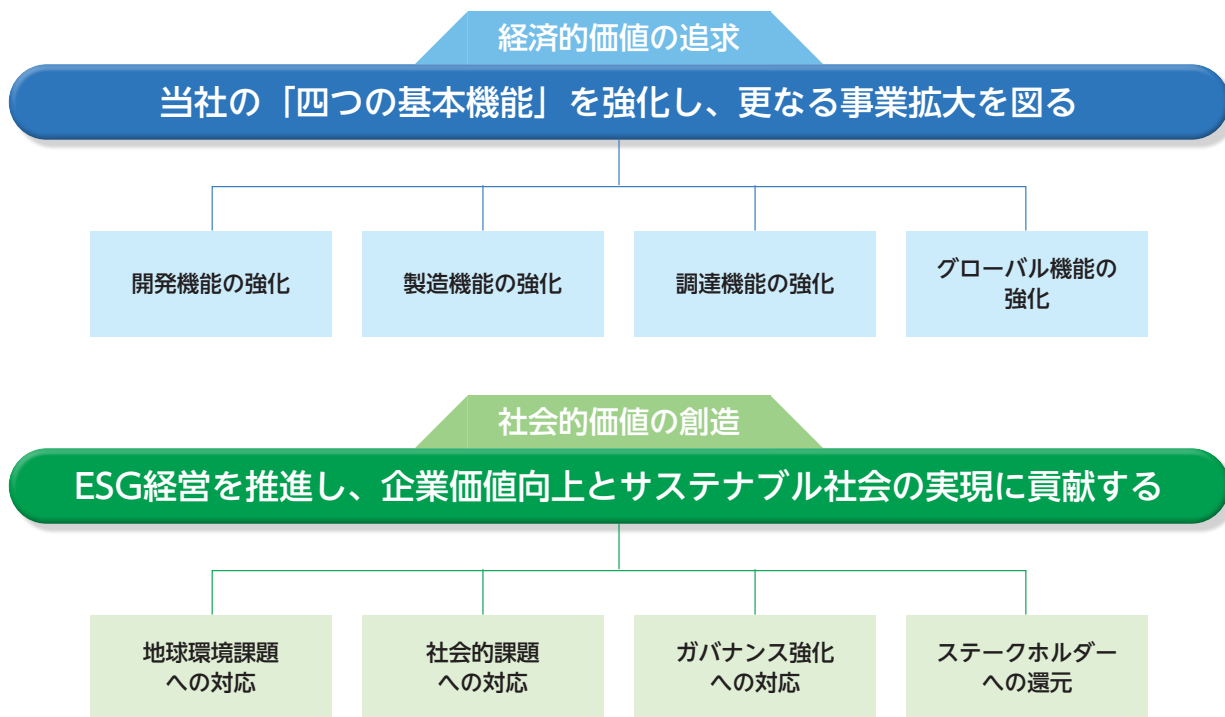 経済的価値の追求
当社の「四つの基本機能」を強化し、更なる事業拡大を図る
開発機能の強化
製造機能の強化
調達機能の強化
グローバル機能の
強化
社会的価値の創造
ESG経営を推進し、企業価値向上とサステナブル社会の実現に貢献する
地球環境課題
への対応
社会的課題
への対応
ガバナンス強化
への対応
ステークホルダー
への還元